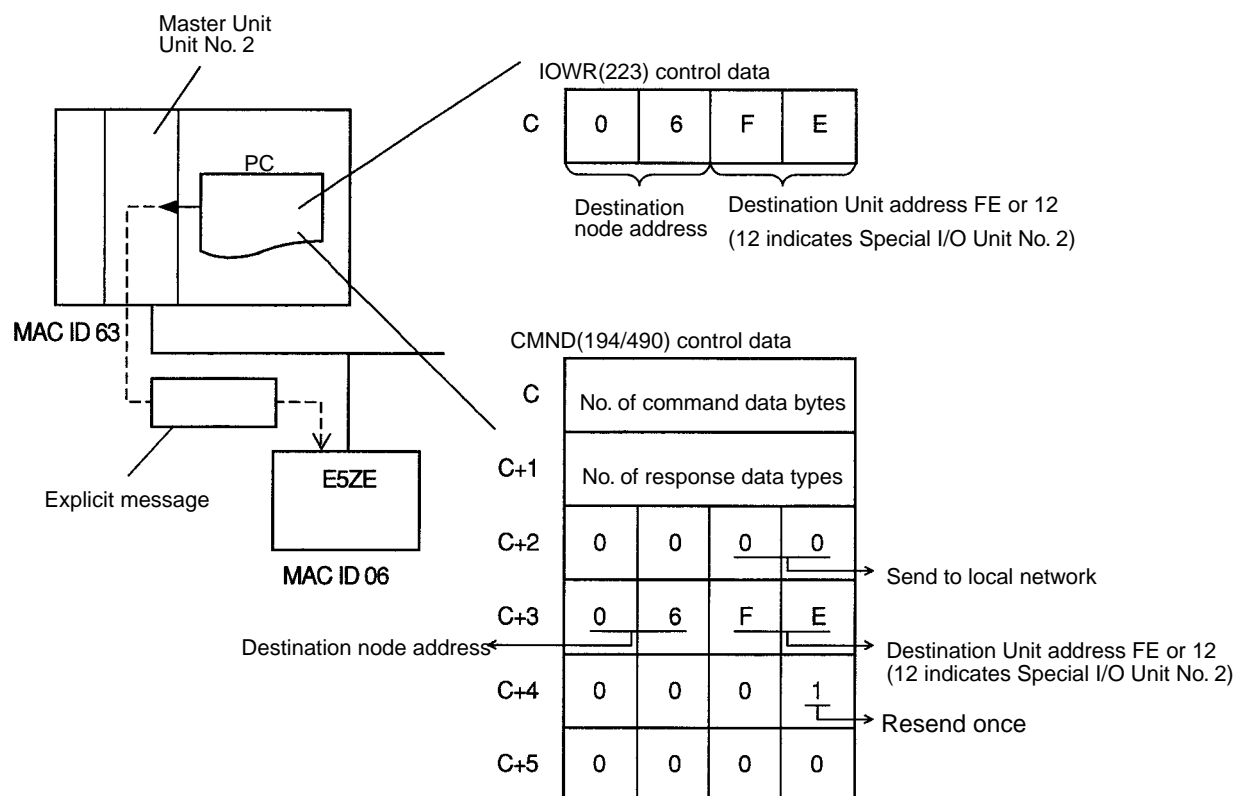 Master Unit
Unit No. 2
IOWR(223) control data
C 0 6 F E
PC
Destination
node address
Destination Unit address FE or 12
(12 indicates Special I/O Unit No. 2)
MAC ID 63
CMND(194/490) control data
C No. of command data bytes
C+1 No. of response data types
E5ZE
Explicit message
MAC ID 06
C+2 0 0 0 0
Send to local network
C+3 0 6 F E
Destination node address
Destination Unit address FE or 12
(12 indicates Special I/O Unit No. 2)
C+4 0 0 0 1
Resend once
C+5 0 0 0 0